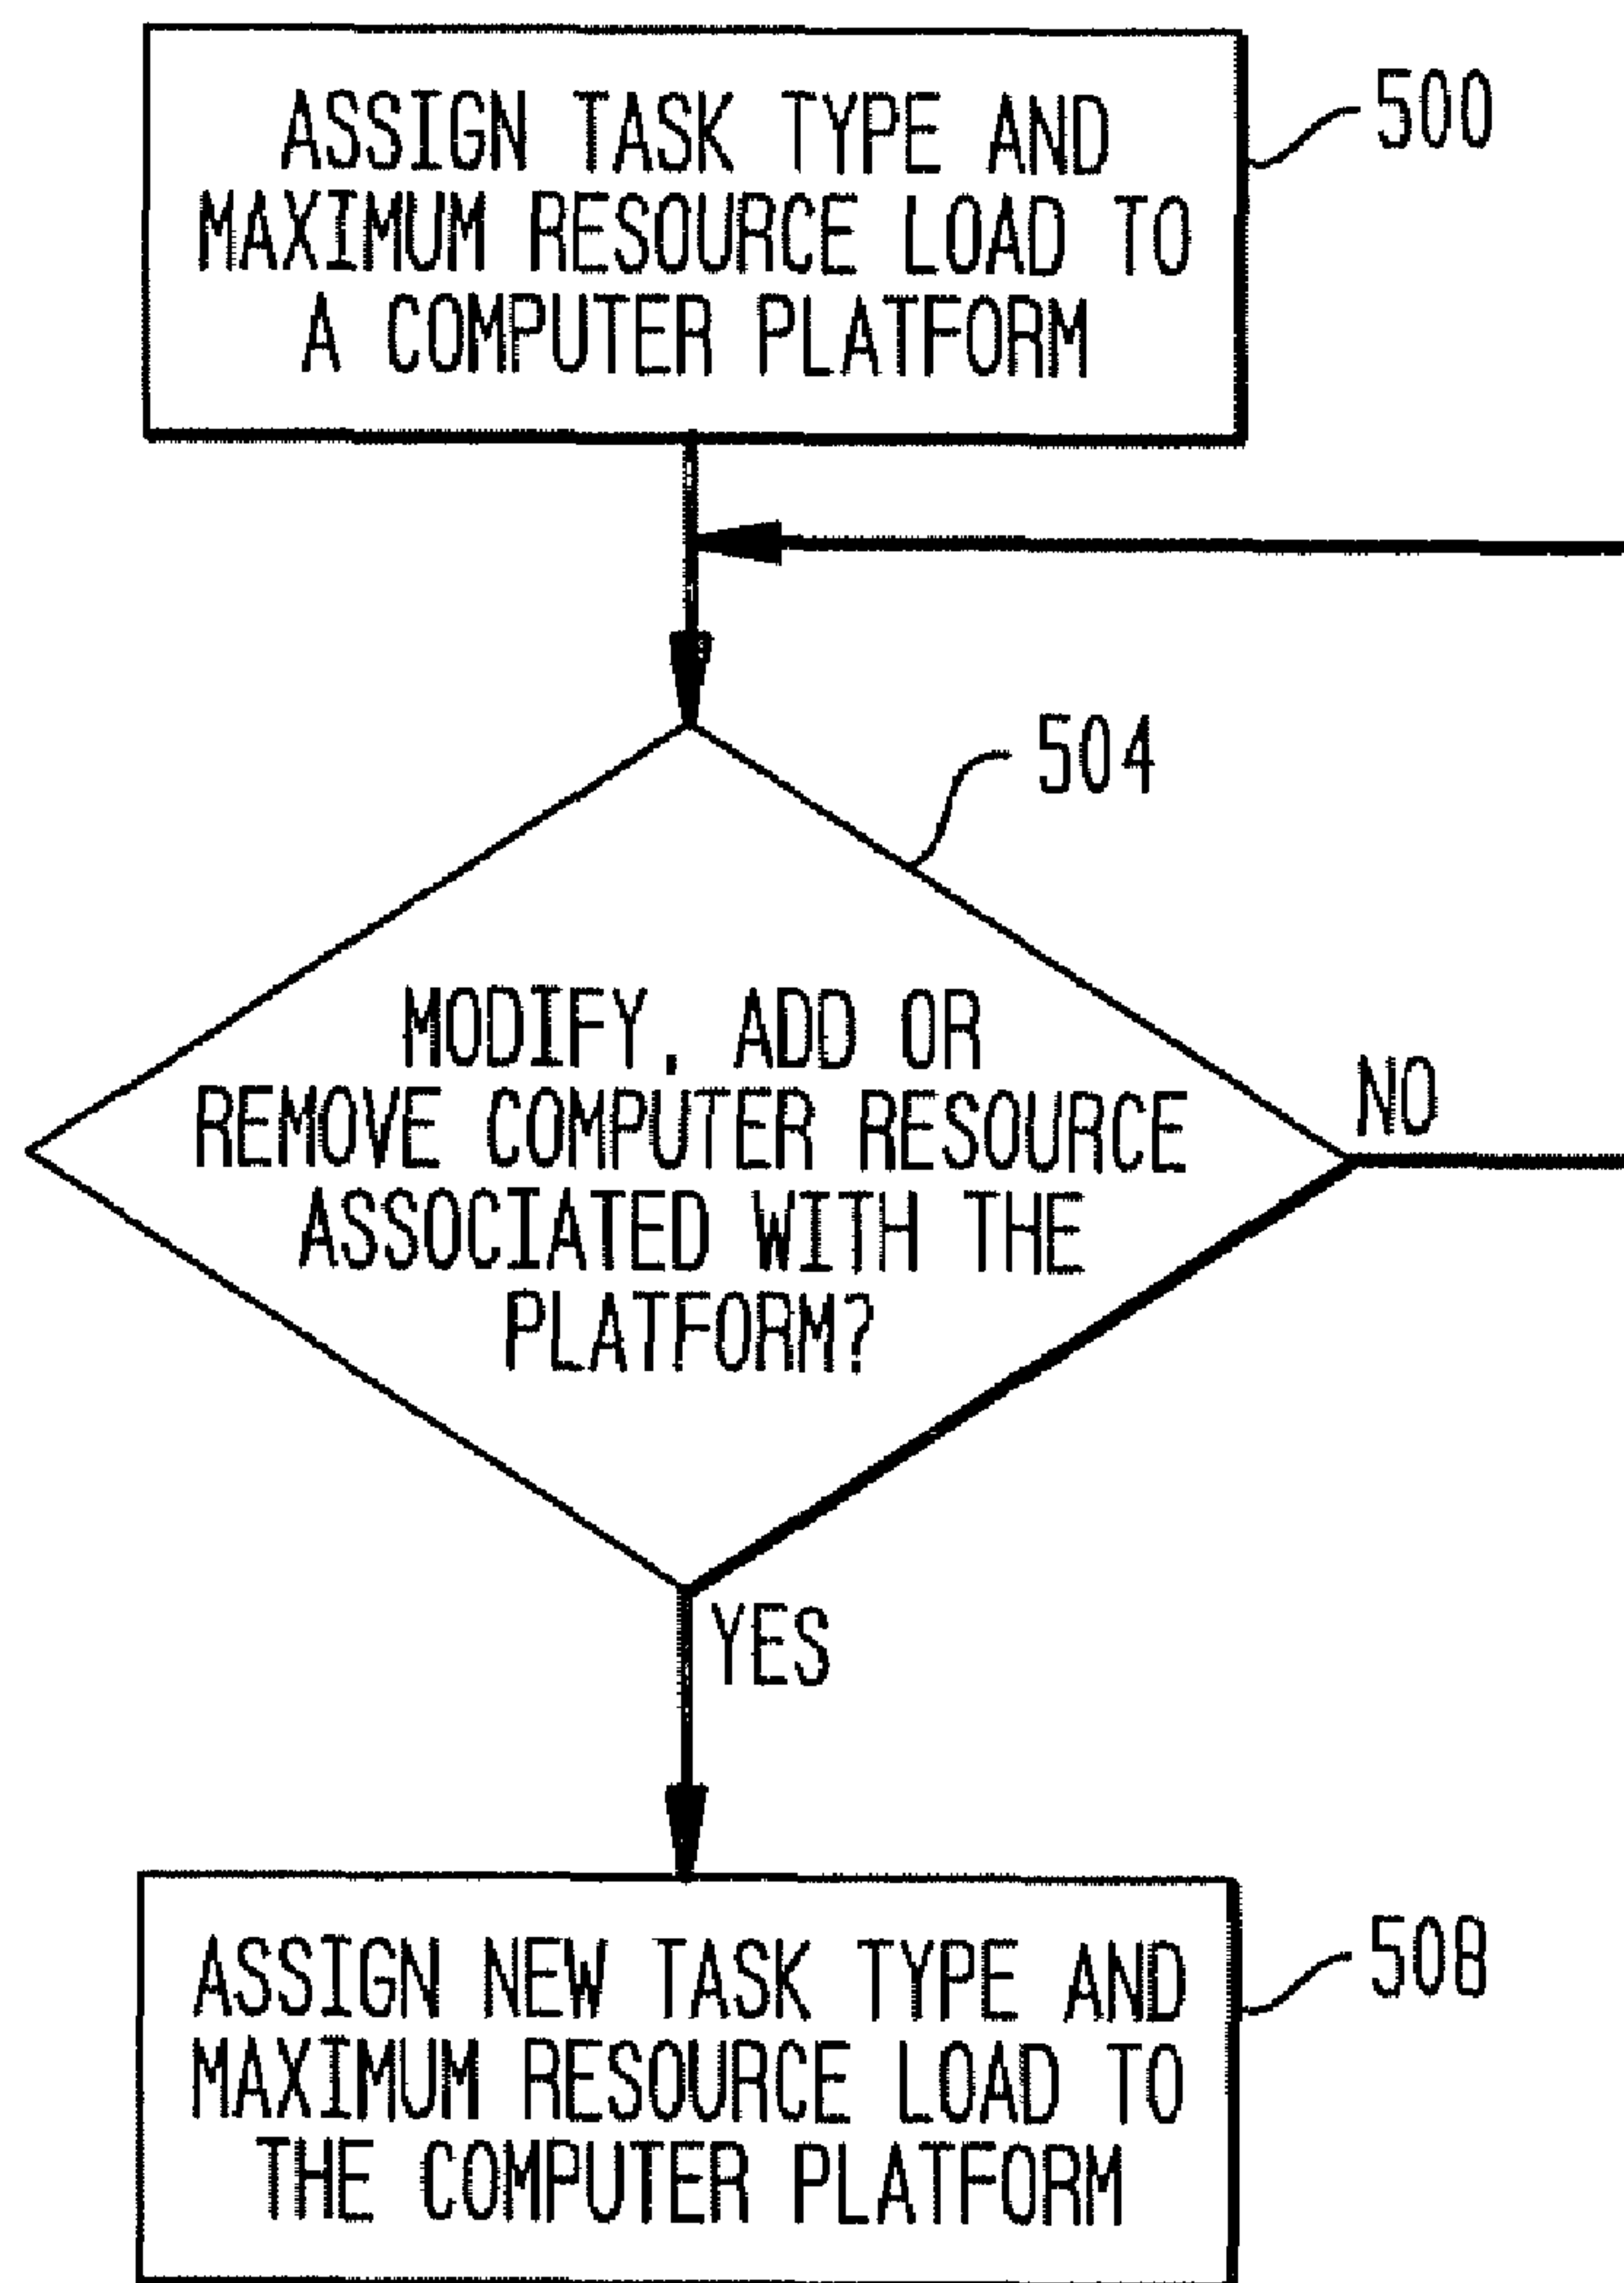 ASSIGN TASK TYPE AND
MAXIMUM RESOURCE LOAD TO
A COMPUTER PLATFORM
500
504
MODIFY, ADD OR
REMOVE COMPUTER RESOURCE
ASSOCIATED WITH THE
PLATFORM?
NO
YES
ASSIGN NEW TASK TYPE AND
MAXIMUM RESOURCE LOAD TO
THE COMPUTER PLATFORM
508